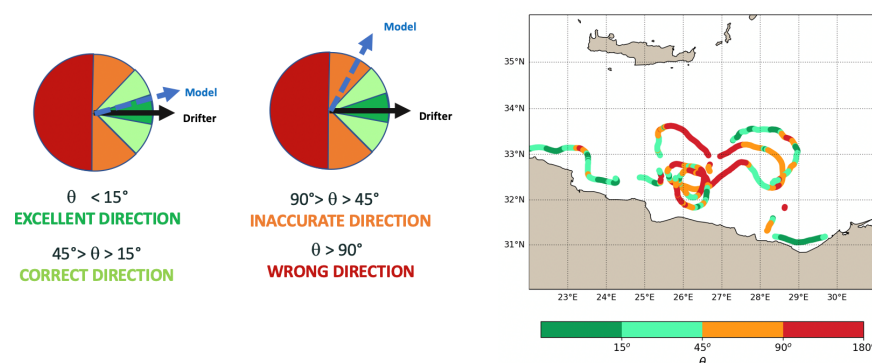 Model
Drifter
θ < 15°
EXCELLENT DIRECTION
45°> θ > 15°
CORRECT DIRECTION
Model
Drifter
90°> θ > 45°
INACCURATE DIRECTION
θ > 90°
WRONG DIRECTION
35°N
34°N
33°N
32°N
31°N
23°E 24°E 25°E 26°E 27°E 28°E 29°E 30°E
15° 45° 90° 180°
θ